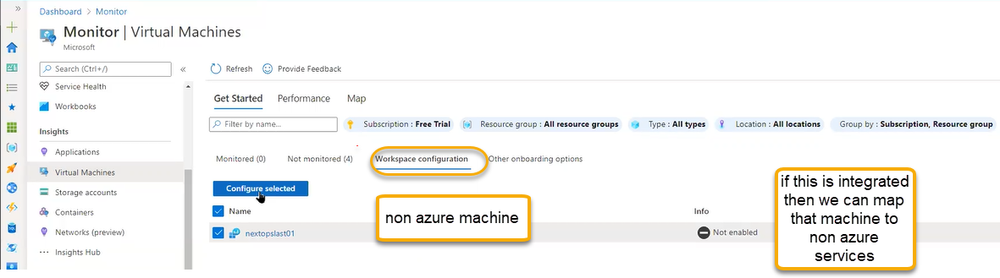 Dashboard > Monitor
Monitor | Virtual Machines
Microsoft
Search (Ctrl+/)
«
Service Health
Workbooks
Insights
Applications
Virtual Machines
Storage accounts
Containers
Networks (preview)
Insights Hub
Refresh
Provide Feedback
Get Started
Performance
Map
Filter by name...
Subscription : Free Trial
Resource group : All resource groups
Type : All types
Location : All locations
Group by : Subscription, Resource group
Monitored (0)
Not monitored (4)
Workspace configuration
Other onboarding options
Configure selected
Name
Info
nextopslast01
Not enabled
non azure machine
if this is integrated
then we can map
that machine to
non azure
services